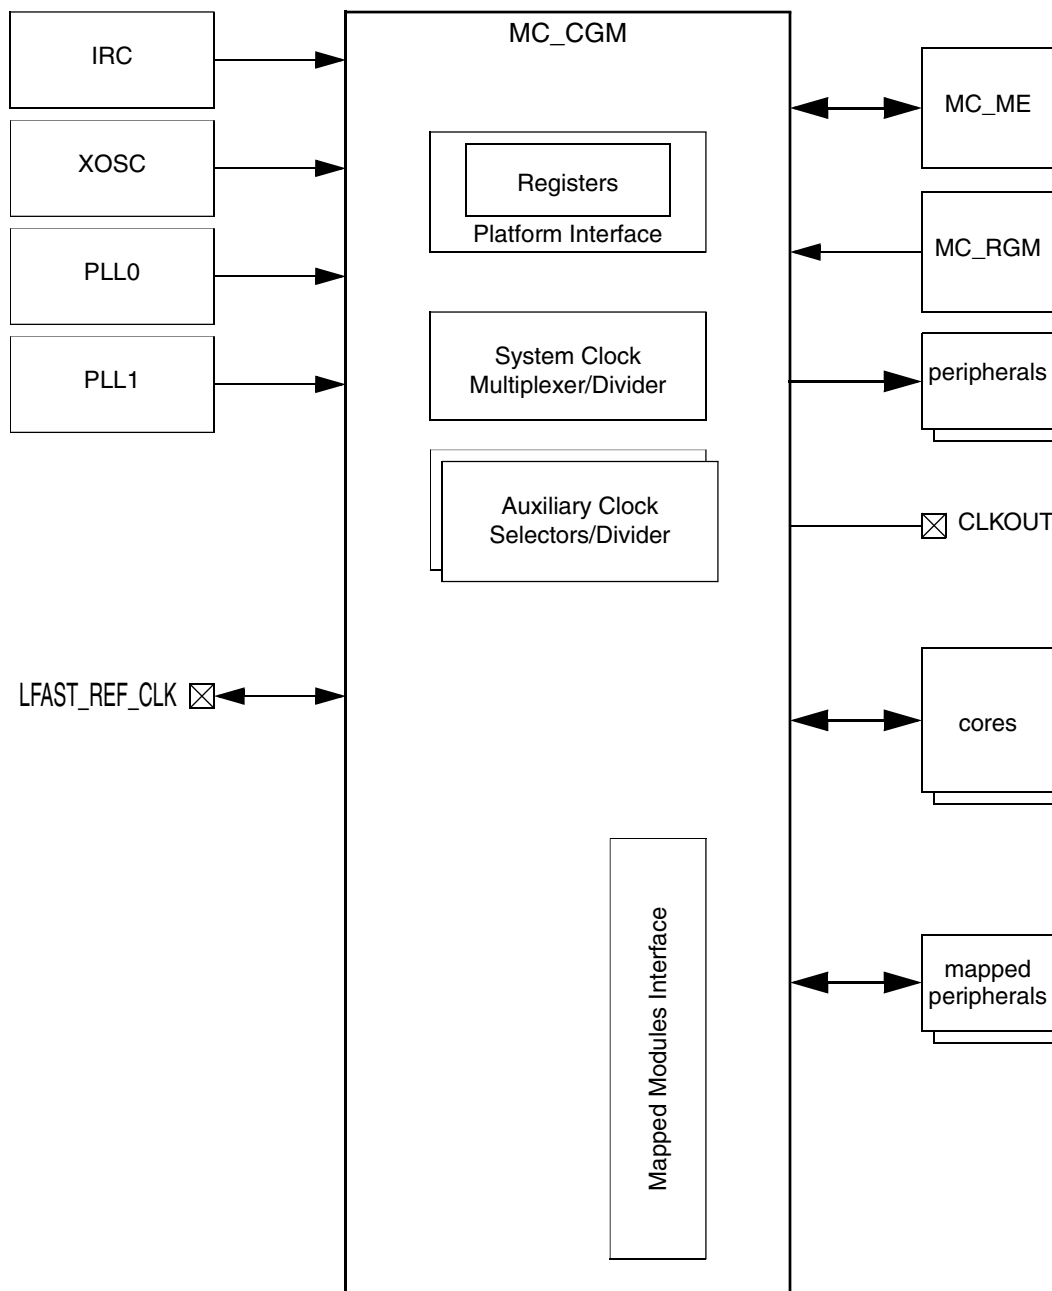 MC_CGM
IRC
XOSC
PLL0
PLL1
LFAST_REF_CLK
Registers
Platform Interface
System Clock
Multiplexer/Divider
Auxiliary Clock
Selectors/Divider
Mapped Modules Interface
MC_ME
MC_RGM
peripherals
CLKOUT
cores
mapped
peripherals